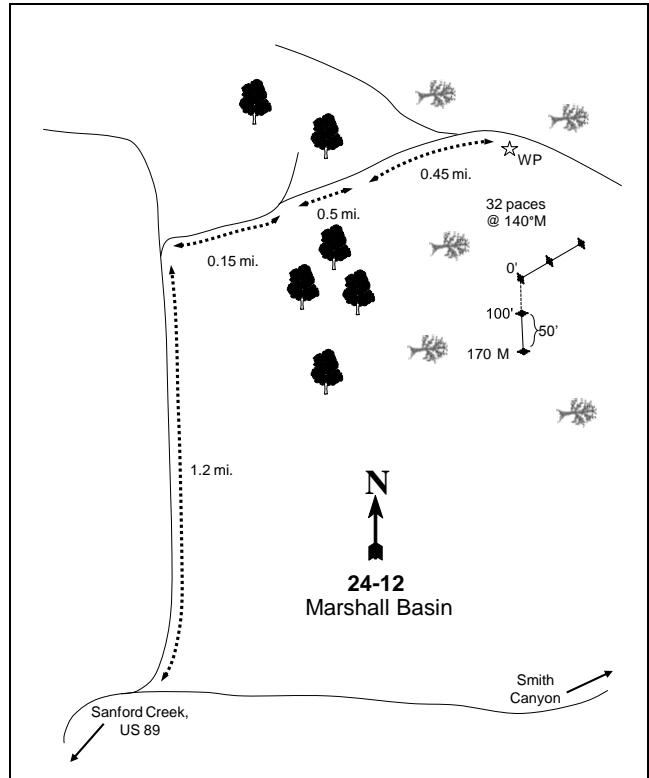 WP
0.45 mi.
32 paces
@ 140°M
0.5 mi.
0.15 mi.
0'
100'
50'
170 M
1.2 mi.
N
24-12
Marshall Basin
Smith
Canyon
Sanford Creek,
US 89